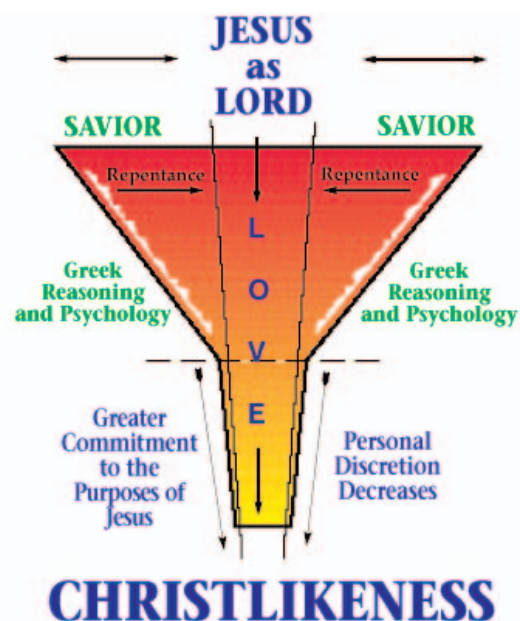 JESUS
as
LORD
SAVIOR
SAVIOR
Repentance
Repentance
L
O
V
E
Greek
Reasoning
and Psychology
Greek
Reasoning
and Psychology
Greater
Commitment
to the
Purposes of
Jesus
Personal
Discretion
Decreases
CHRISTLIKENESS